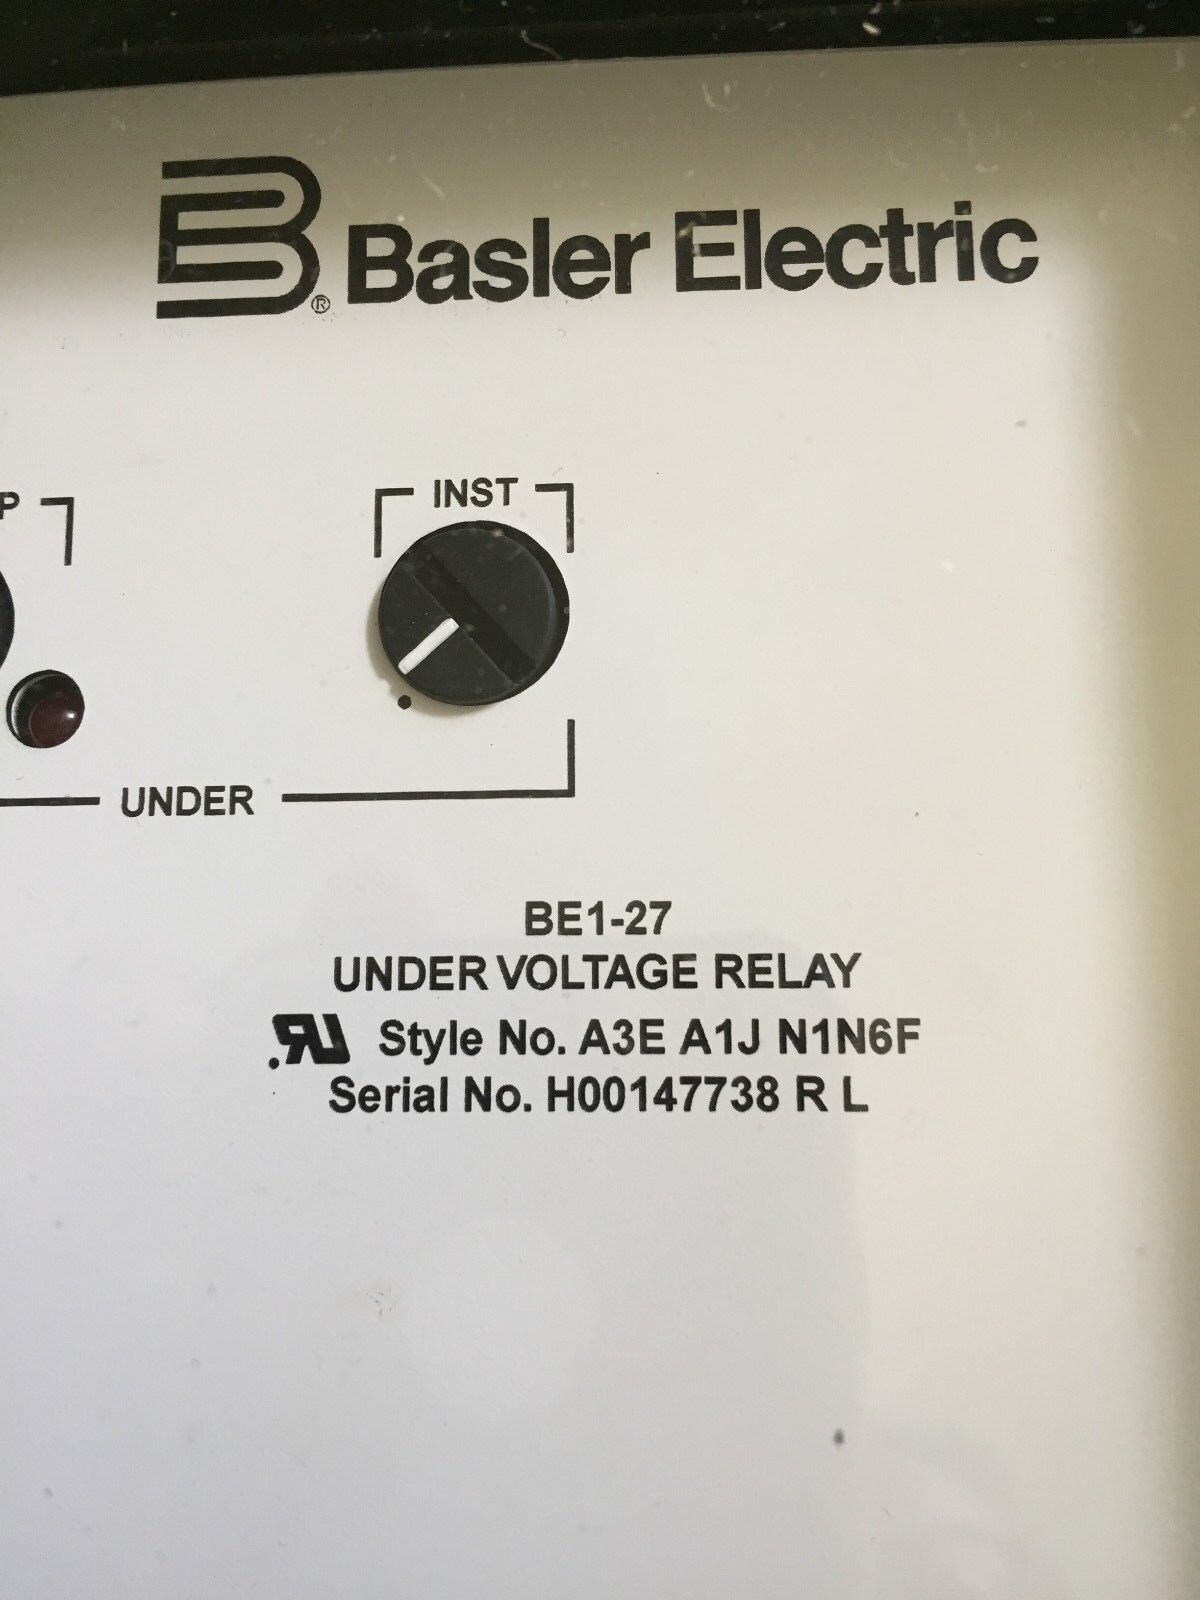 ® Basler Electric
P
INST
UNDER
BE1-27
UNDER VOLTAGE RELAY
Style No. A3E A1J N1N6F
Serial No. H00147738 R L